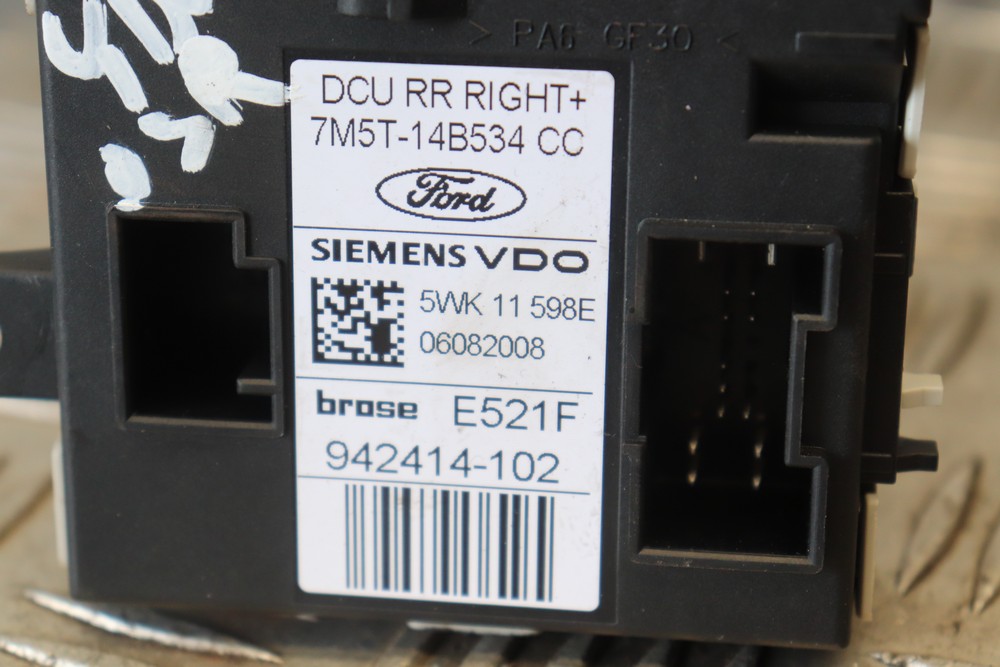 > PA6 GF30 <
DCU RR RIGHT+
7M5T-14B534 CC
Ford
SIEMENS VDO
5WK 11 598E
06082008
brose E521F
942414-102